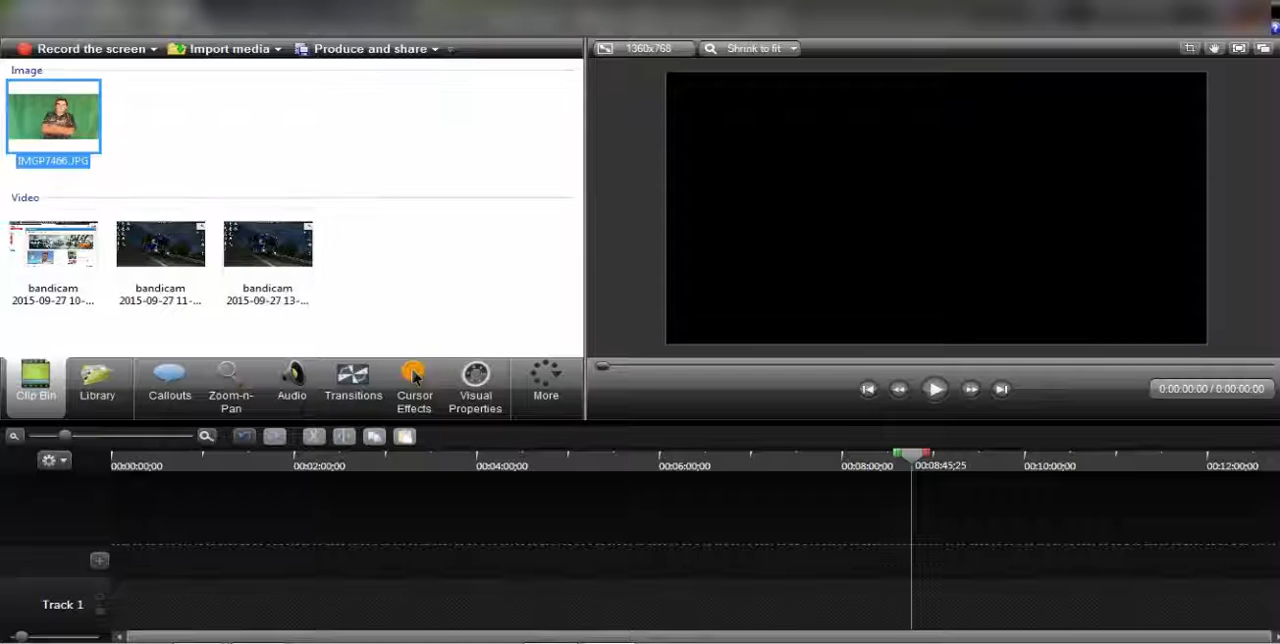 Record the screen Import media Produce and share
1360x768 Shrink to fit
Image
IMGP7466.JPG
Video
bandicam
2015-09-27 10-...
bandicam
2015-09-27 11-...
bandicam
2015-09-27 13-...
Clip Bin
Library
Callouts
Zoom-n-
Pan
Audio
Transitions
Cursor
Effects
Visual
Properties
More
0:00:00:00 / 0:00:00:00
00:00:00;00 00:02:00;00 00:04:00;00 00:06:00;00 00:08:00;00 00:08:45;25 00:10:00;00 00:12:00;00
Track 1